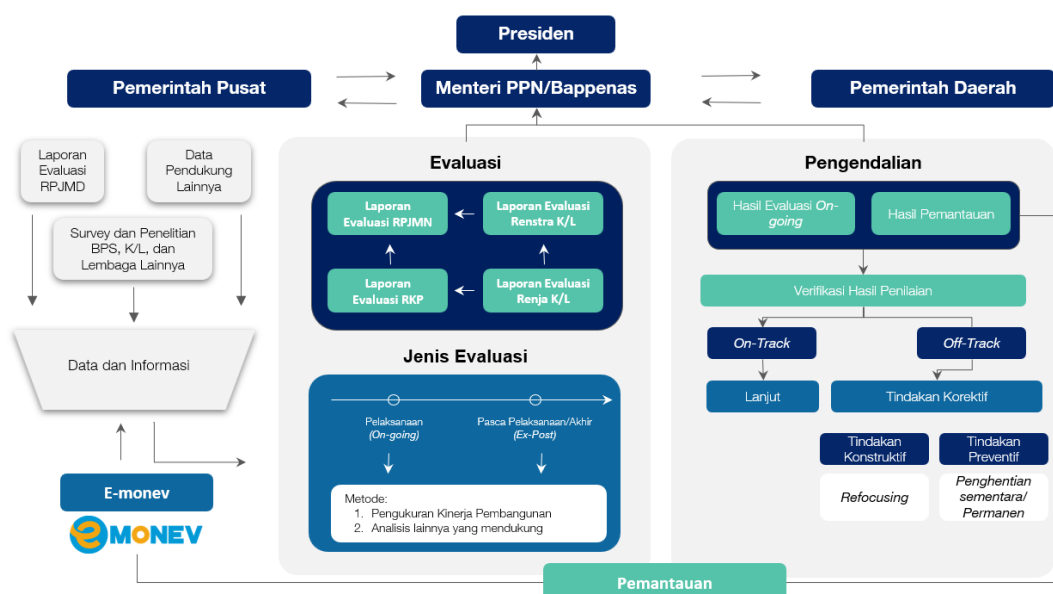 Presiden
Pemerintah Pusat
Menteri PPN/Bappenas
Pemerintah Daerah
Laporan
Evaluasi
RPJMD
Data
Pendukung
Lainnya
Survey dan Penelitian
BPS, K/L, dan
Lembaga Lainnya
Data dan Informasi
E-monev
eMONEV
Evaluasi
Laporan
Evaluasi RPJMN
Laporan Evaluasi
Renstra K/L
Laporan
Evaluasi RKP
Laporan Evaluasi
Renja K/L
Jenis Evaluasi
Pelaksanaan
(On-going)
Pasca Pelaksanaan/Akhir
(Ex-Post)
Metode:
1. Pengukuran Kinerja Pembangunan
2. Analisis lainnya yang mendukung
Pengendalian
Hasil Evaluasi On-
going
Hasil Pemantauan
Verifikasi Hasil Penilaian
On-Track
Off-Track
Lanjut
Tindakan Korektif
Tindakan
Konstruktif
Tindakan
Preventif
Refocusing
Penghentian
sementara/
Permanen
Pemantauan